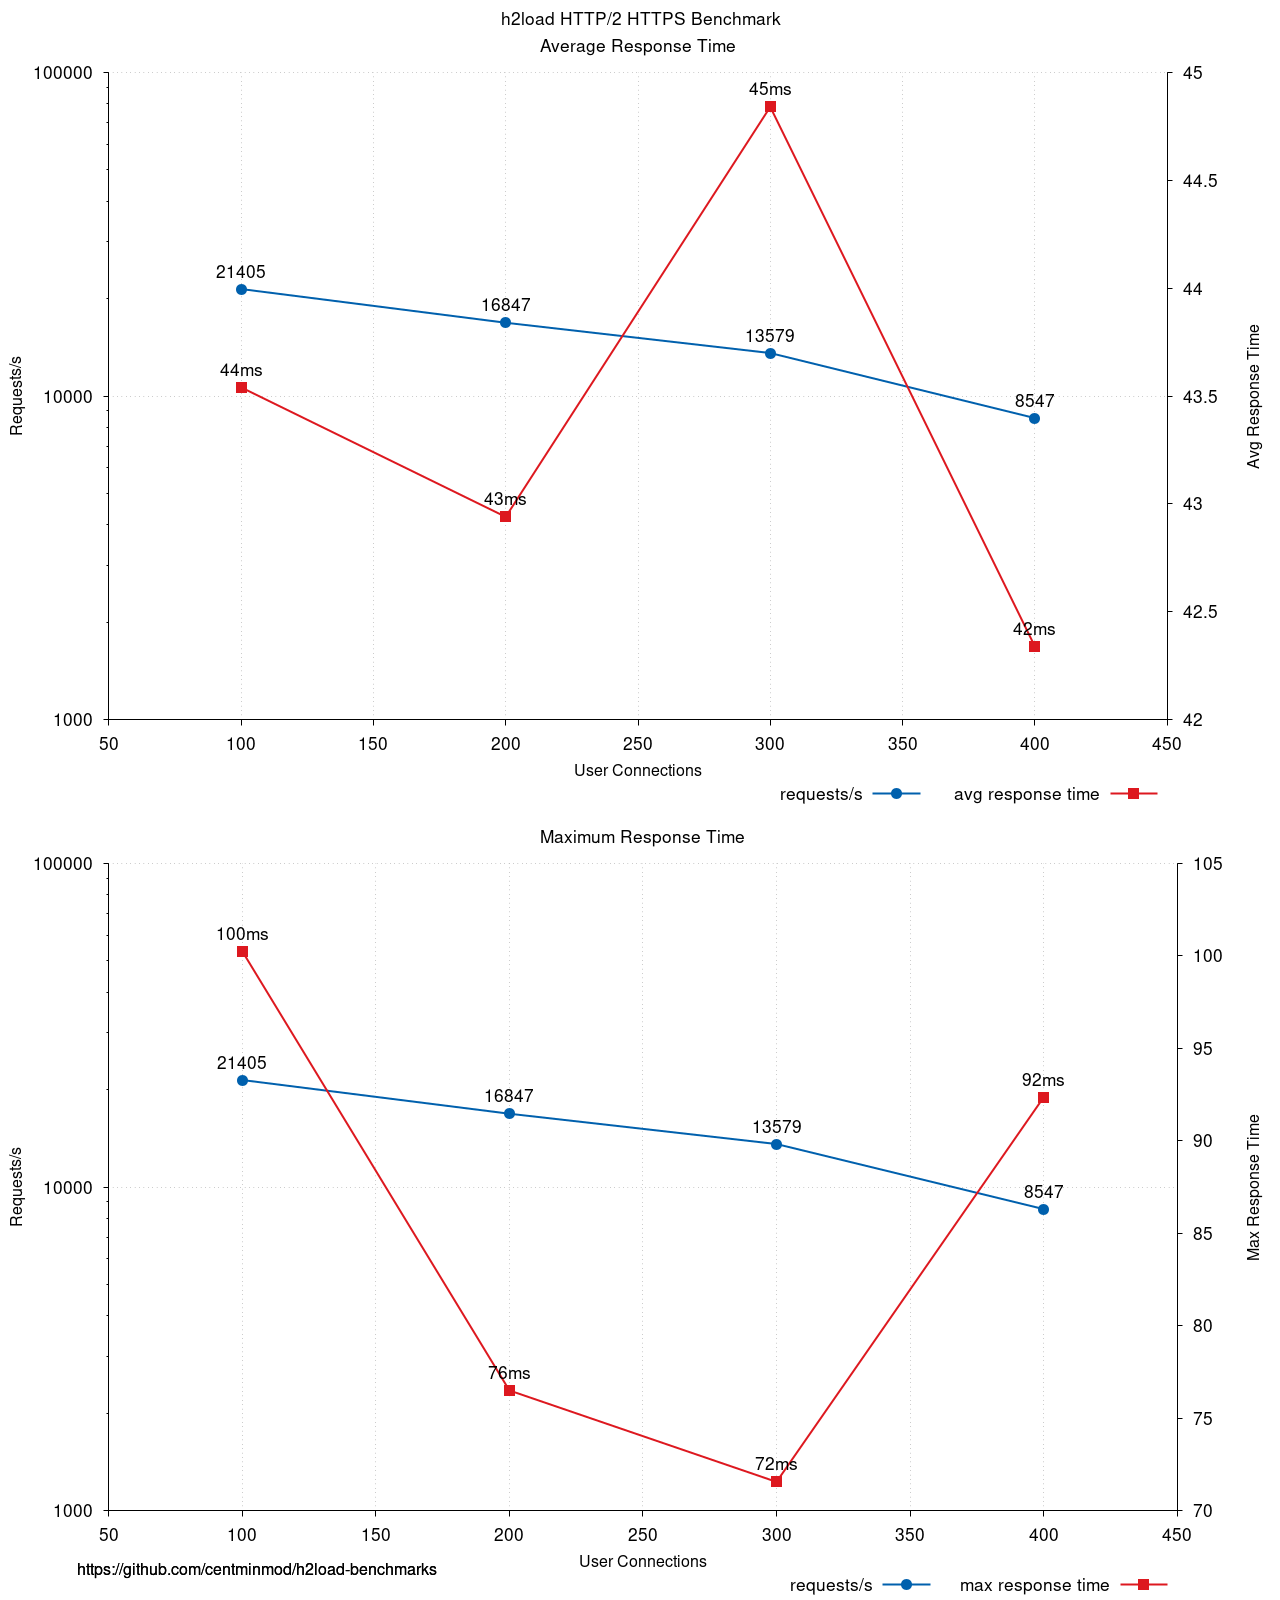 h2load HTTP/2 HTTPS Benchmark
Average Response Time
100000
45
45ms
44.5
21405
44
16847
13579
Requests/s
44ms
10000
8547
43.5
Avg Response Time
43ms
43
42.5
42ms
1000
42
50 100 150 200 250 300 350 400 450
User Connections
requests/s avg response time
Maximum Response Time
100000
105
100ms
100
21405
95
16847
92ms
13579
90
Requests/s
10000
8547
Max Response Time
85
80
76ms
75
72ms
1000
70
50 100 150 200 250 300 350 400 450
User Connections
https://github.com/centminmod/h2load-benchmarks
requests/s max response time